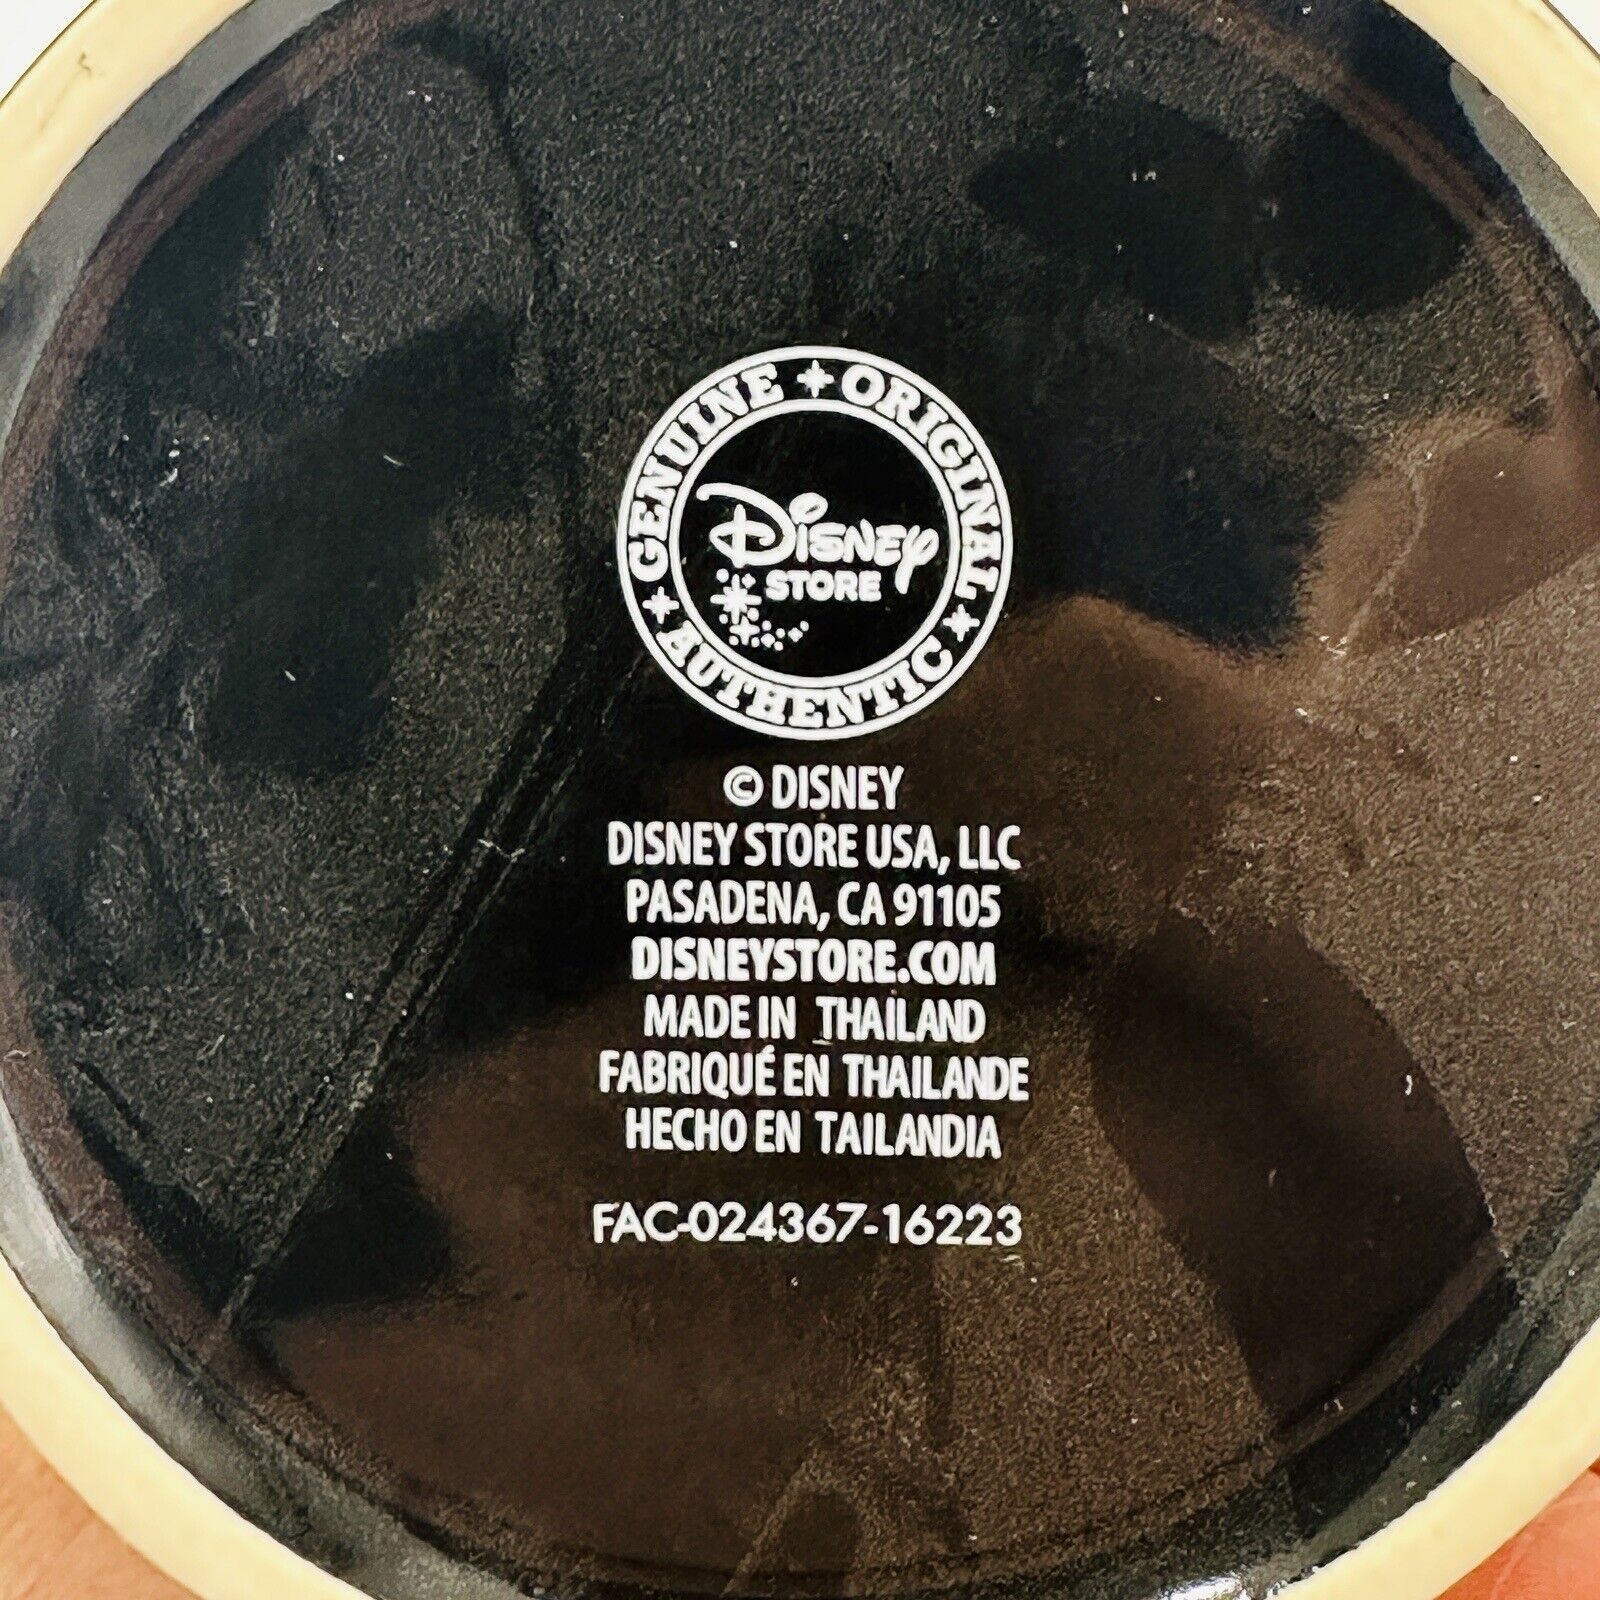 GENUINE ORIGINAL AUTHENTIC
DISNEY
STORE
© DISNEY
DISNEY STORE USA, LLC
PASADENA, CA 91105
DISNEYSTORE.COM
MADE IN THAILAND
FABRIQUÉ EN THAILANDE
HECHO EN TAILANDIA
FAC-024367-16223